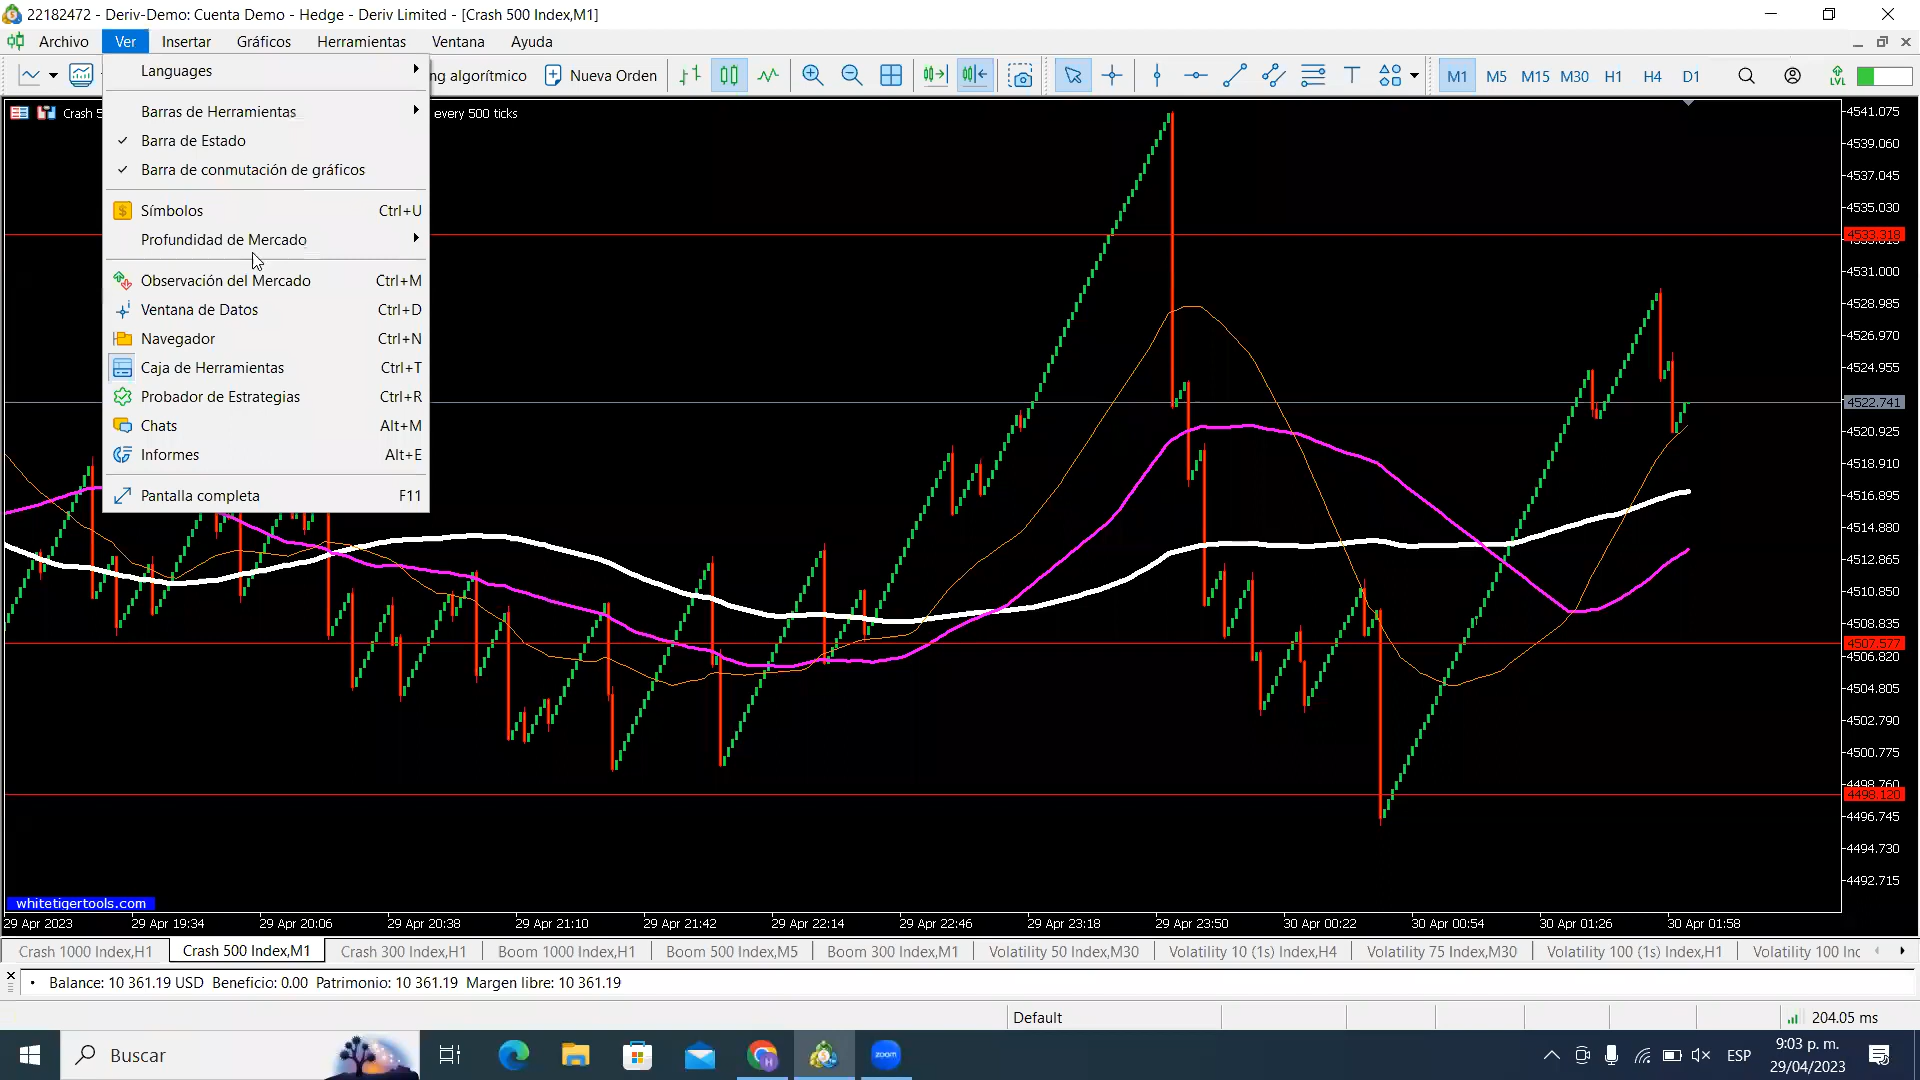 22182472 - Deriv-Demo: Cuenta Demo - Hedge - Deriv Limited - [Crash 500 Index,M1]
Archivo Ver Insertar Gráficos Herramientas Ventana Ayuda
ng algorítmico Nueva Orden M1 M5 M15 M30 H1 H4 D1
LVL
Languages
Barras de Herramientas
Barra de Estado
Barra de conmutación de gráficos
Símbolos Ctrl+U
Profundidad de Mercado
Observación del Mercado Ctrl+M
Ventana de Datos Ctrl+D
Navegador Ctrl+N
Caja de Herramientas Ctrl+T
Probador de Estrategias Ctrl+R
Chats Alt+M
Informes Alt+E
Pantalla completa F11
Crash 5 every 500 ticks
4541.075
4539.060
4537.045
4535.030
4533.318
4531.000
4528.985
4526.970
4524.955
4522.741
4520.925
4518.910
4516.895
4514.880
4512.865
4510.850
4508.835
4507.577
4506.820
4504.805
4502.790
4500.775
4498.760
4498.120
4496.745
4494.730
4492.715
whitetigertools.com
29 Apr 2023 29 Apr 19:34 29 Apr 20:06 29 Apr 20:38 29 Apr 21:10 29 Apr 21:42 29 Apr 22:14 29 Apr 22:46 29 Apr 23:18 29 Apr 23:50 30 Apr 00:22 30 Apr 00:54 30 Apr 01:26 30 Apr 01:58
Crash 1000 Index,H1 Crash 500 Index,M1 Crash 300 Index,H1 Boom 1000 Index,H1 Boom 500 Index,M5 Boom 300 Index,M1 Volatility 50 Index,M30 Volatility 10 (1s) Index,H4 Volatility 75 Index,M30 Volatility 100 (1s) Index,H1 Volatility 100 Inc
Balance: 10 361.19 USD Beneficio: 0.00 Patrimonio: 10 361.19 Margen libre: 10 361.19
Default 204.05 ms
Buscar zoom ESP
9:03 p. m.
29/04/2023